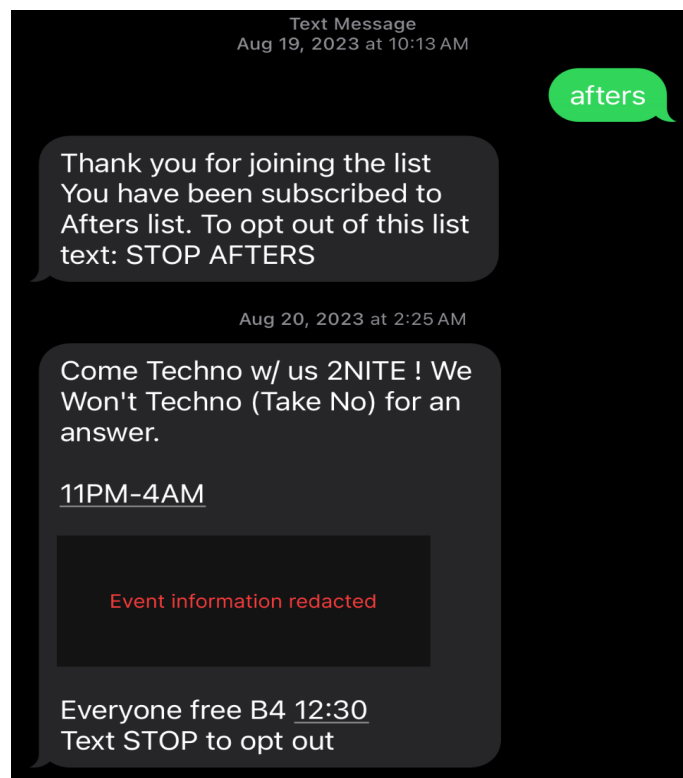 Text Message
Aug 19, 2023 at 10:13 AM
afters
Thank you for joining the list
You have been subscribed to
Afters list. To opt out of this list
text: STOP AFTERS
Aug 20, 2023 at 2:25 AM
Come Techno w/ us 2NITE ! We
Won't Techno (Take No) for an
answer.
11PM-4AM
Event information redacted
Everyone free B4 12:30
Text STOP to opt out